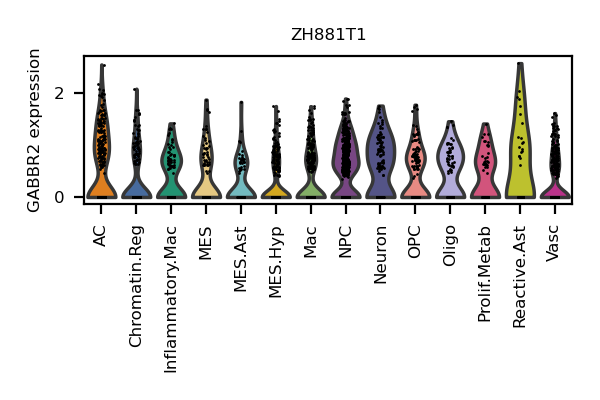 ZH881T1
GABBR2 expression
2
0
AC
Chromatin.Reg
Inflammatory.Mac
MES
MES.Ast
MES.Hyp
Mac
NPC
Neuron
OPC
Oligo
Prolif.Metab
Reactive.Ast
Vasc